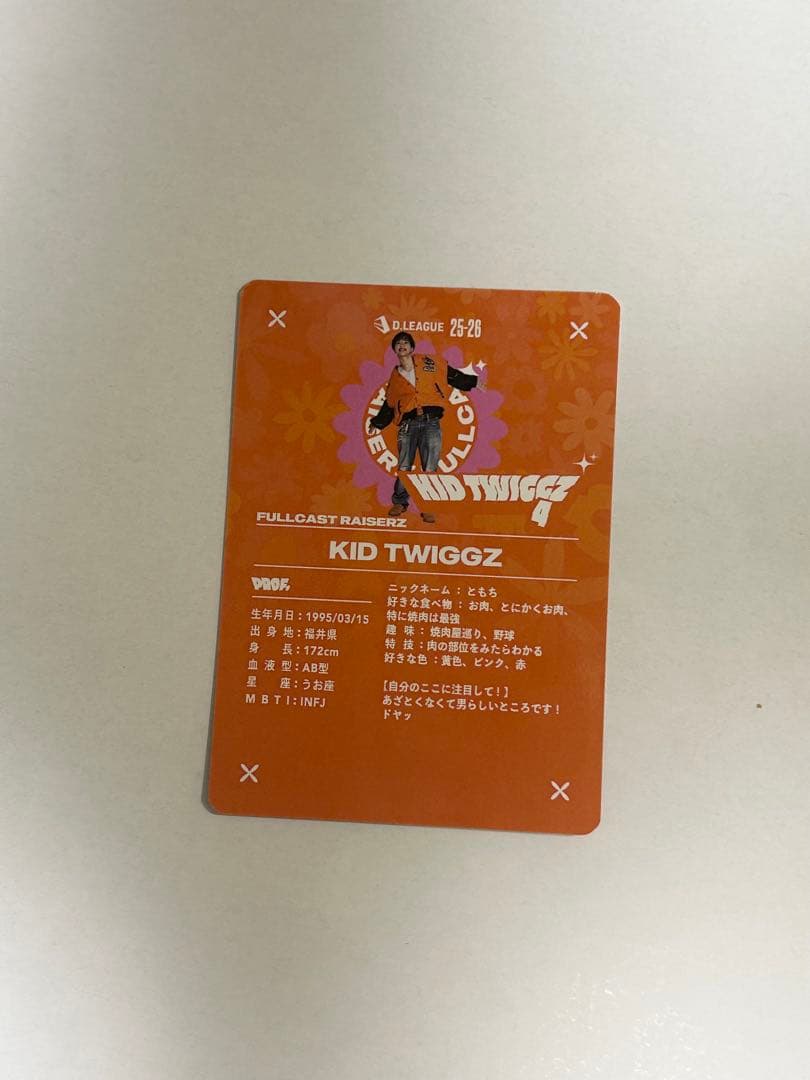 D.LEAGUE 25-26
KID TWIGGZ
4
FULLCAST RAISERZ
KID TWIGGZ
PROF.
生年月日：1995/03/15
出身地：福井県
身長：172cm
血液型：AB型
星座：うお座
MBTI：INFJ
ニックネーム：ともち
好きな食べ物：お肉、とにかくお肉、
特に焼肉は最強
趣味：焼肉屋巡り、野球
特技：肉の部位をみたらわかる
好きな色：黄色、ピンク、赤
【自分のここに注目して！】
あざとくなくて男らしいところです！
ドヤッ